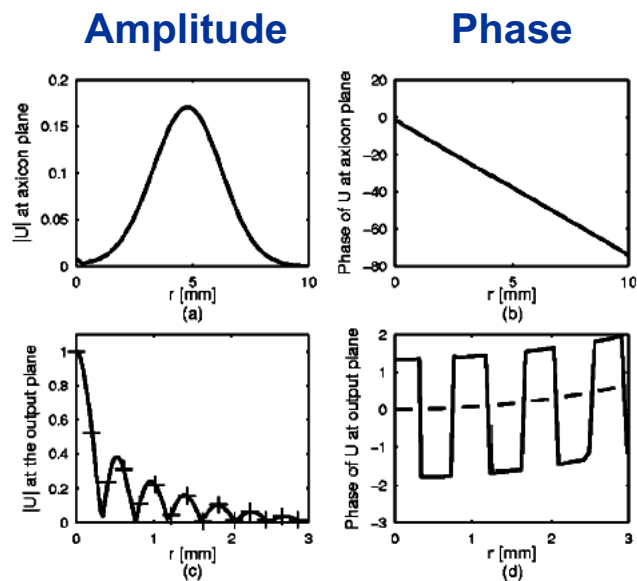 Amplitude
Phase
|U| at axicon plane
0.2
0.15
0.1
0.05
0
0
5
10
r [mm]
(a)
Phase of U at axicon plane
20
0
−20
−40
−60
−80
0
5
10
r [mm]
(b)
|U| at the output plane
1
0.8
0.6
0.4
0.2
0
0
1
2
3
r [mm]
(c)
Phase of U at output plane
2
1
0
−1
−2
−3
0
1
2
3
r [mm]
(d)